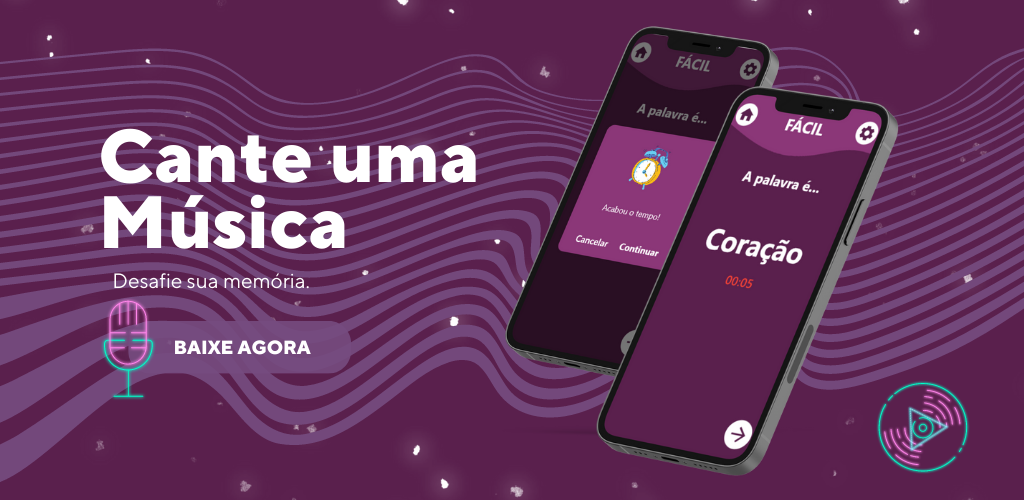 Cante uma
Música
Desafie sua memória.
BAIXE AGORA
FÁCIL
A palavra é...
Acabou o tempo!
Cancelar Continuar
FÁCIL
A palavra é...
Coração
00:05